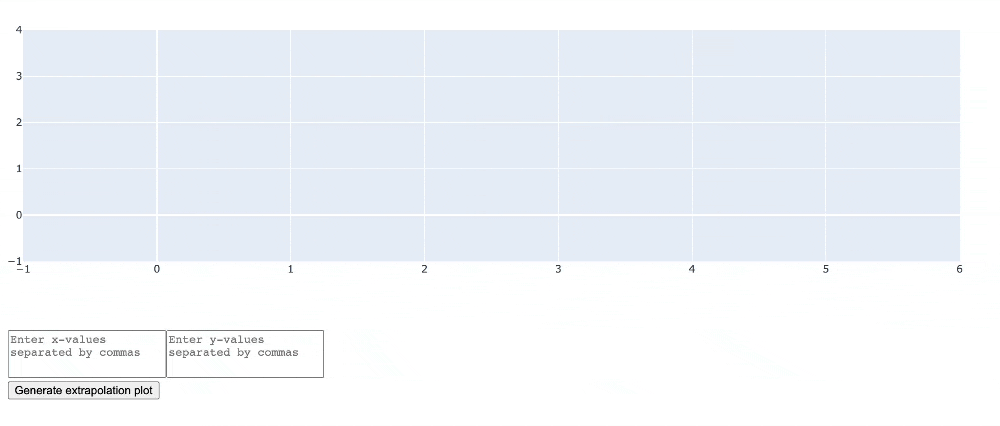 4
3
2
1
0
−1
−1 0 1 2 3 4 5 6
Enter x-values Enter y-values
separated by commas separated by commas
Generate extrapolation plot